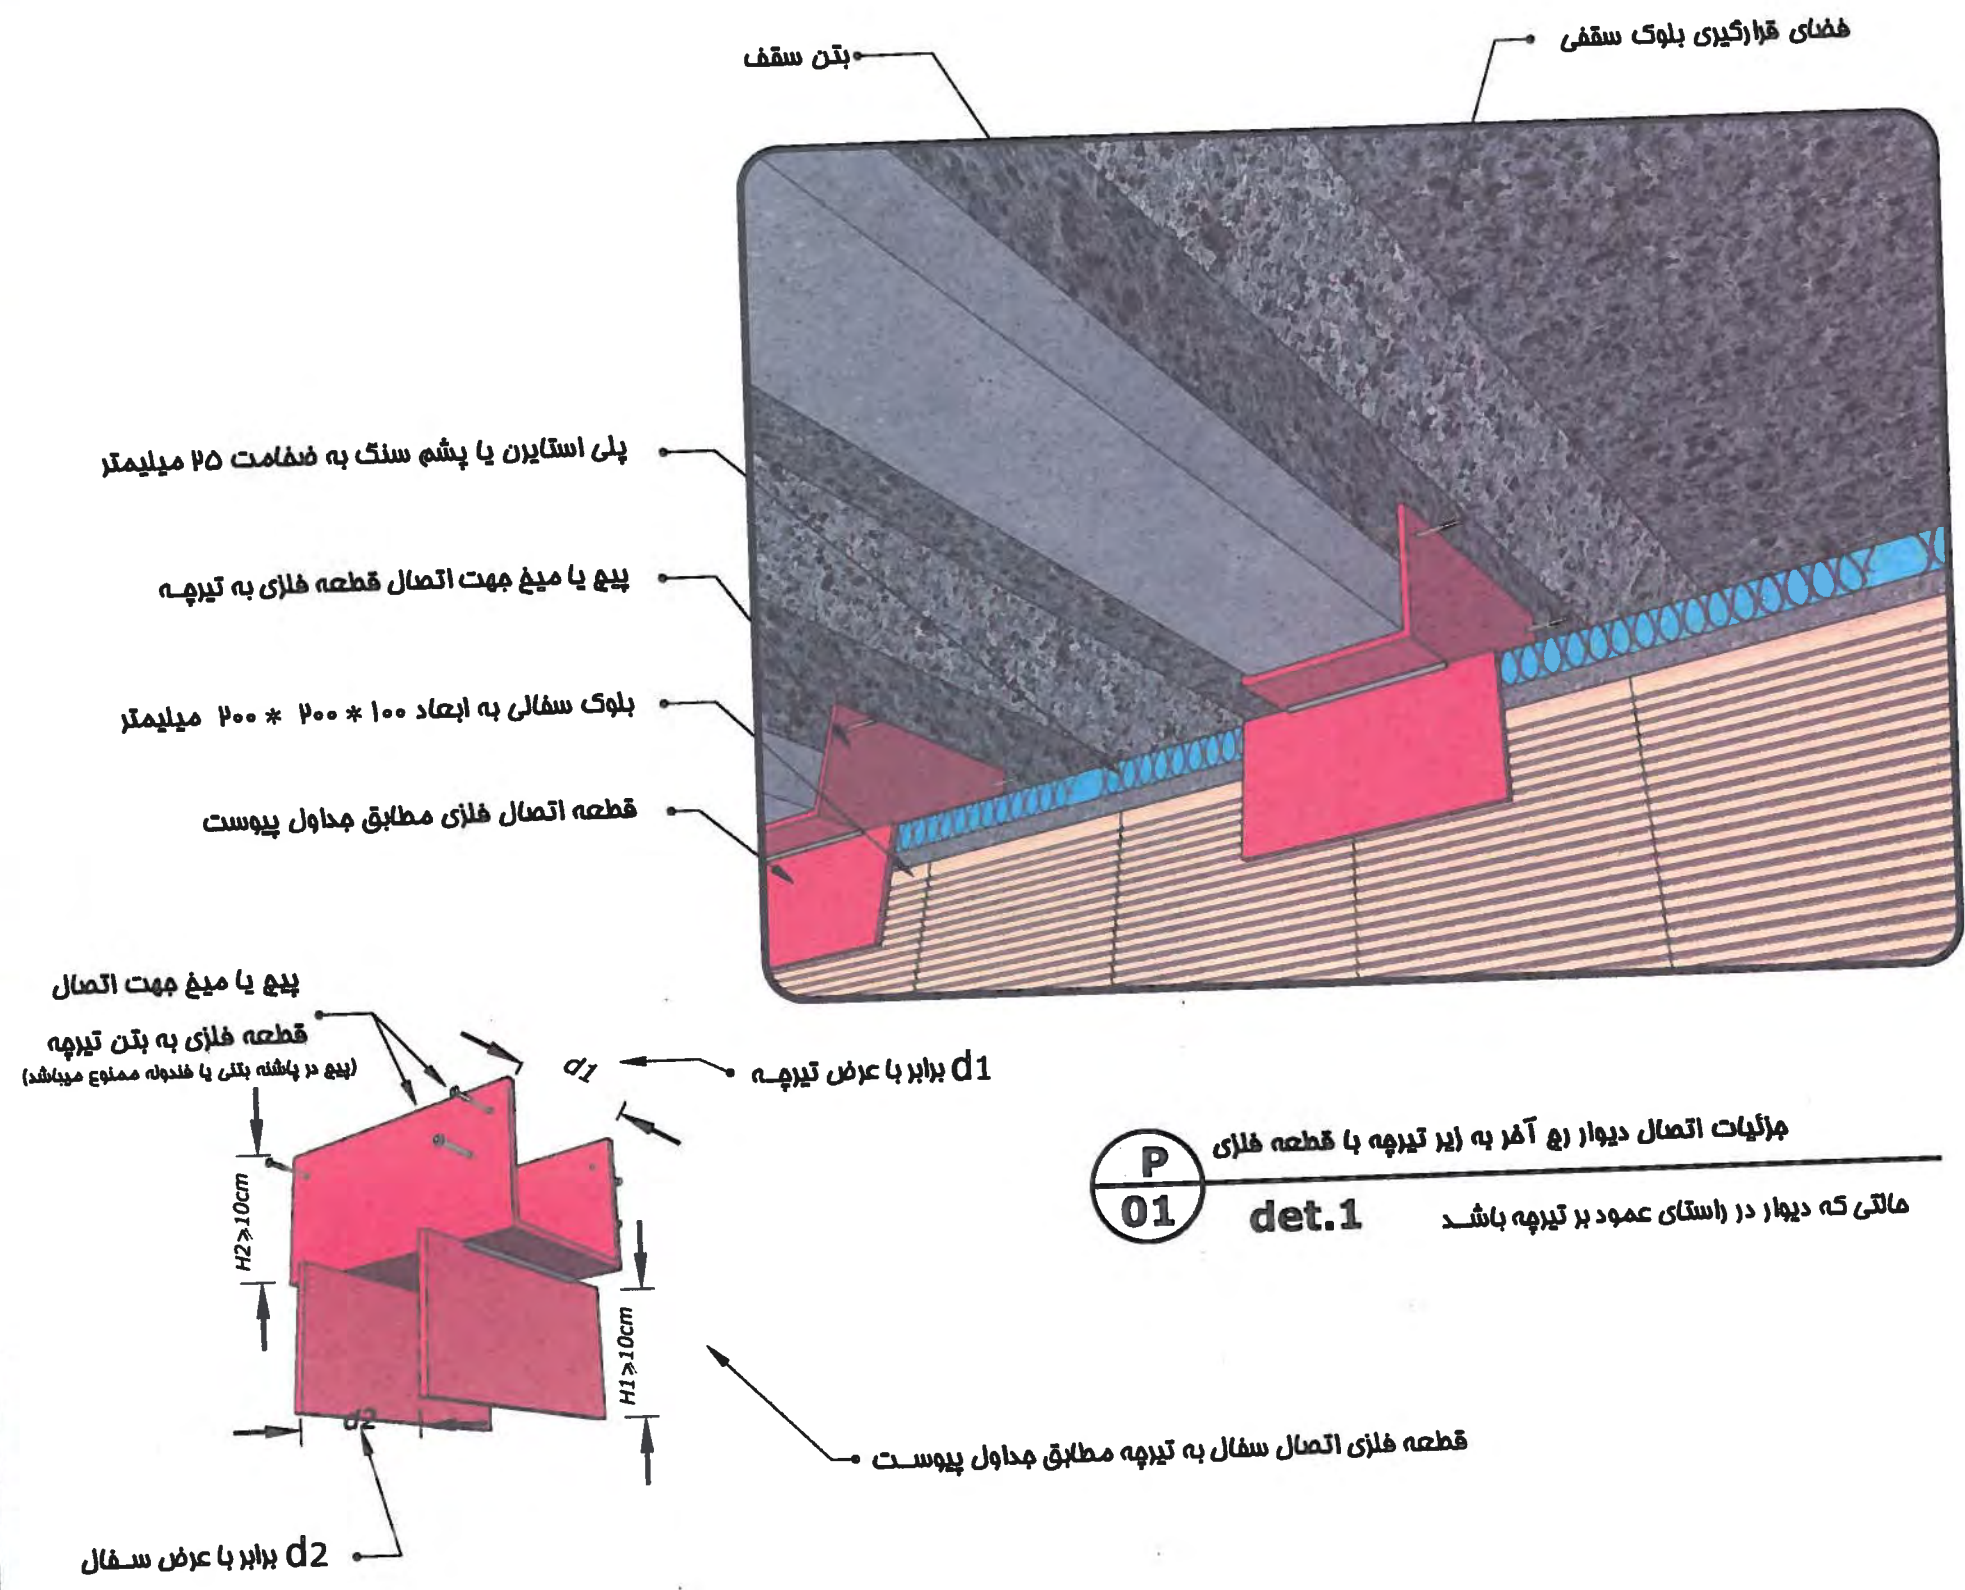 فضای قرارگیری بلوک سقفی
بتن سقف
پلی استایرن یا پشم سنگ به ضخامت ۲۵ میلیمتر
پیچ یا میخ جهت اتصال قطعه فلزی به تیرچه
بلوک سفالی به ابعاد ۱۰۰ * ۲۰۰ * ۲۰۰ میلیمتر
قطعه اتصال فلزی مطابق جداول پیوست
پیچ یا میخ جهت اتصال
قطعه فلزی به بتن تیرچه
(پیچ در پاشنه بتنی یا فندوله ممنوع میباشد)
d1
d1 برابر با عرض تیرچه
H2⩾10cm
H1⩾10cm
d2
d2 برابر با عرض سفال
قطعه فلزی اتصال سفال به تیرچه مطابق جداول پیوست
P
01
جزئیات اتصال دیوار رج آخر به زیر تیرچه با قطعه فلزی
det.1
حالتی که دیوار در راستای عمود بر تیرچه باشد